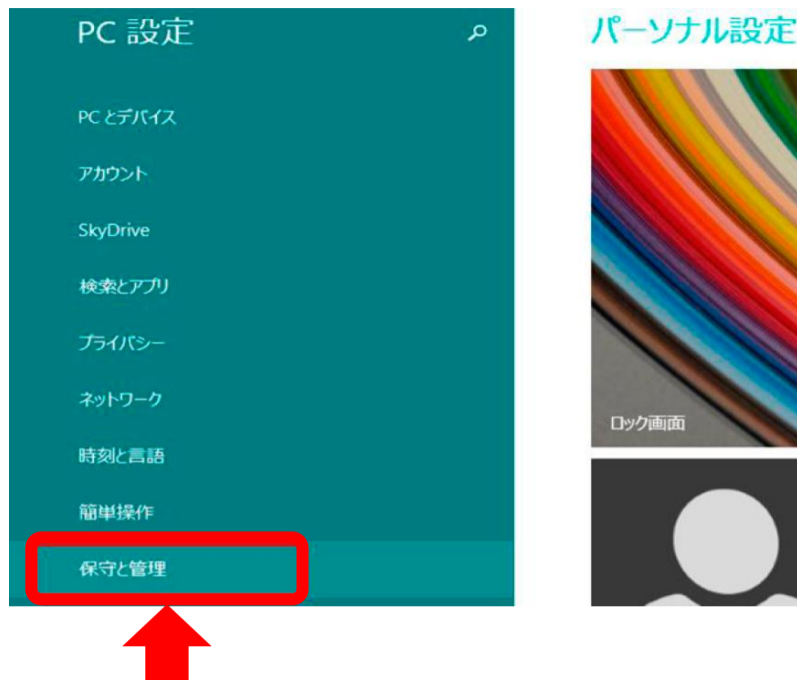 PC 設定
PC とデバイス
アカウント
SkyDrive
検索とアプリ
プライバシー
ネットワーク
時刻と言語
簡単操作
保守と管理
パーソナル設定
ロック画面